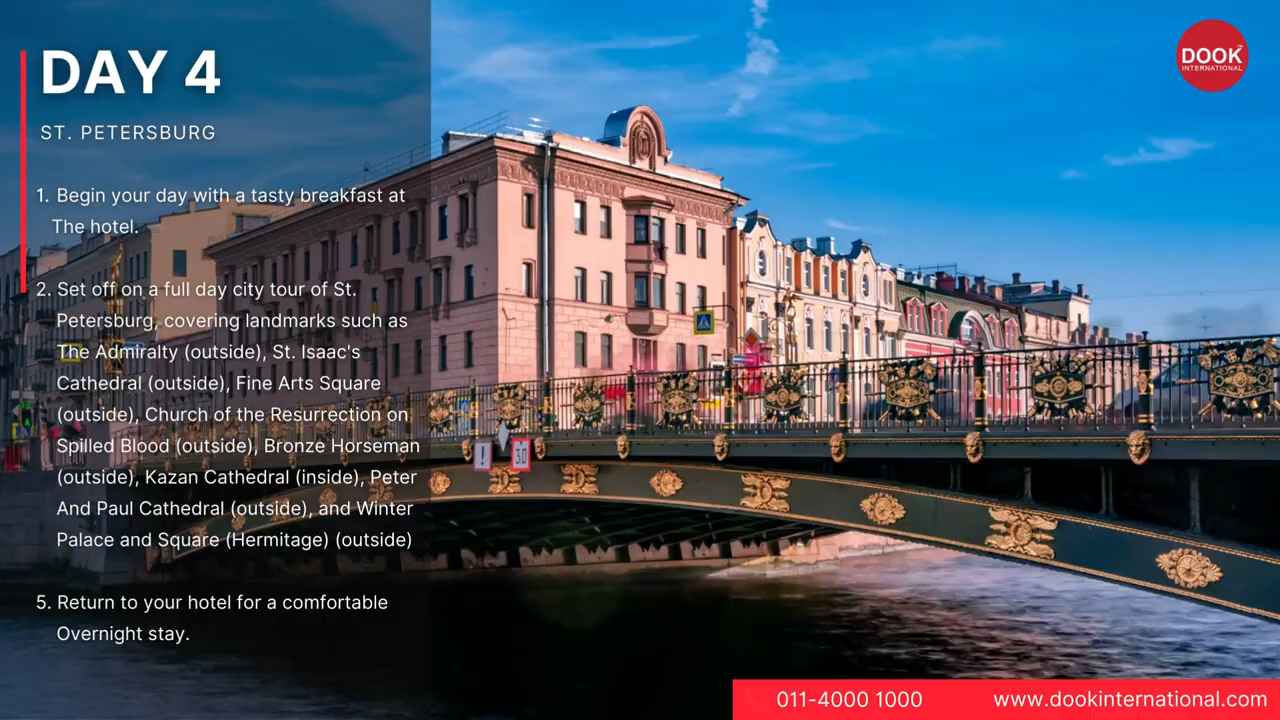 DAY 4
ST. PETERSBURG
1. Begin your day with a tasty breakfast at
The hotel.
2. Set off on a full day city tour of St.
Petersburg, covering landmarks such as
The Admiralty (outside), St. Isaac's
Cathedral (outside), Fine Arts Square
(outside), Church of the Resurrection on
Spilled Blood (outside), Bronze Horseman
(outside), Kazan Cathedral (inside), Peter
And Paul Cathedral (outside), and Winter
Palace and Square (Hermitage) (outside)
5. Return to your hotel for a comfortable
Overnight stay.
DOOK
INTERNATIONAL
!
30
011-4000 1000
www.dookinternational.com